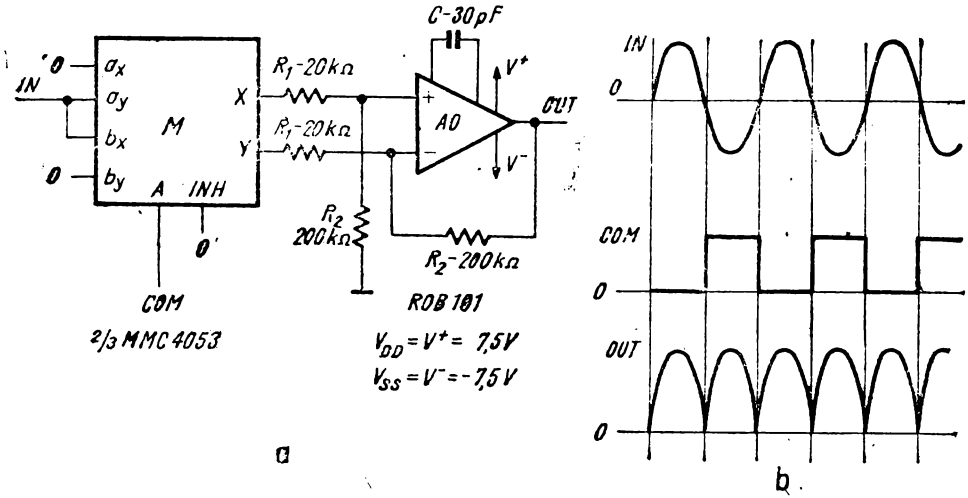 C-30pF
0 ax
IN ay
R1-20kΩ
X
V+
OUT
M
+
AO
bx
R1-20kΩ
Y
-
V-
0 by
A INH
R2
200kΩ
0
R2-200kΩ
COM
ROB 101
2/3 MMC 4053
VDD = V+ = 7,5V
VSS = V- = -7,5V
a
IN
0
COM
0
OUT
0
b